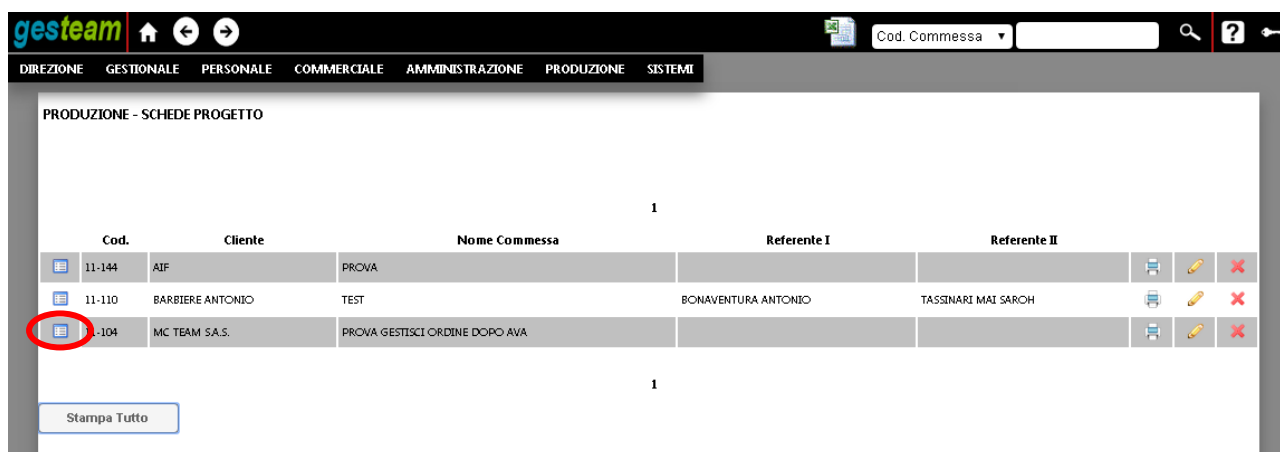 gesteam
Cod. Commessa
?
DIREZIONE GESTIONALE PERSONALE COMMERCIALE AMMINISTRAZIONE PRODUZIONE SISTEMI
PRODUZIONE - SCHEDE PROGETTO
1
Cod. Cliente Nome Commessa Referente I Referente II
11-144 AIF PROVA
11-110 BARBIERE ANTONIO TEST BONAVENTURA ANTONIO TASSINARI MAI SAROH
11-104 MC TEAM S.A.S. PROVA GESTISCI ORDINE DOPO AVA
1
Stampa Tutto